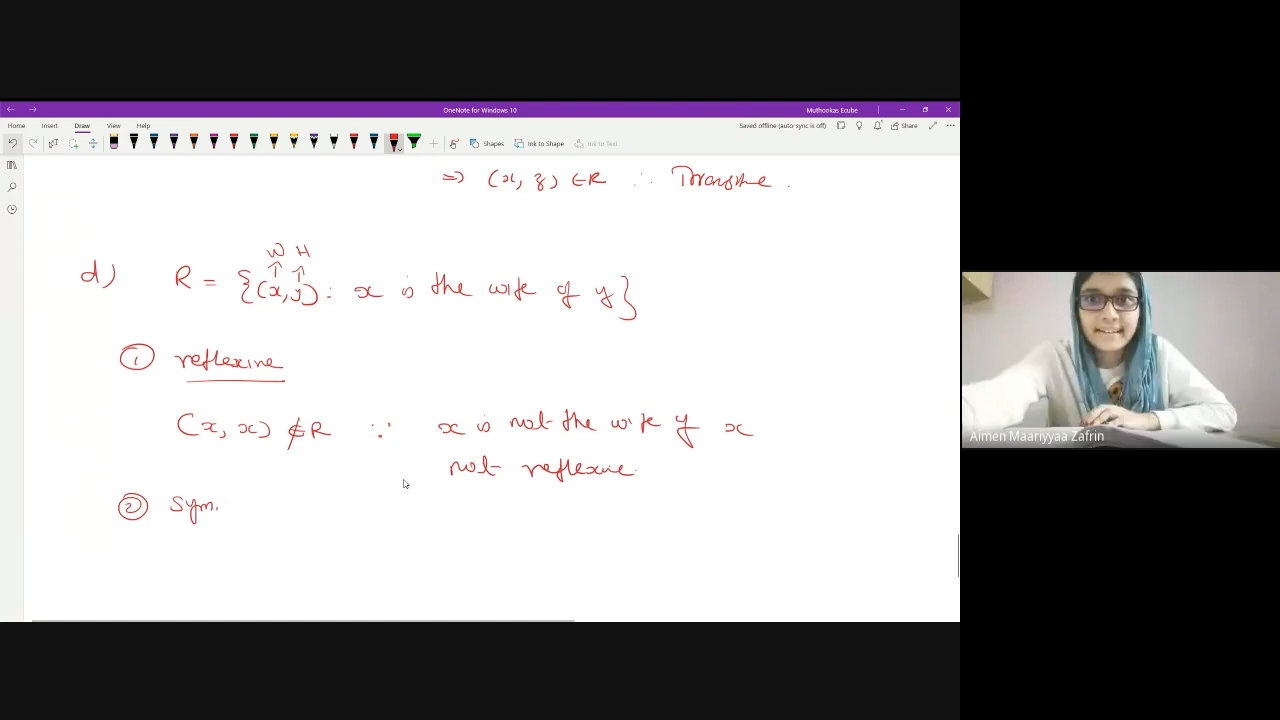 OneNote for Windows 10
Muthookas Ecube
Home Insert Draw View Help
Saved offline (auto-sync is off) Share
Shapes Ink to Shape Ink to Text
⇒ (x, z) ∈ R ∴ Transitive.
W H
d) R = {(x, y) : x is the wife of y}
① reflexive
(x, x) ∉ R ∵ x is not the wife of x
not reflexive.
② Sym.
Aimen Maariyyaa Zafrin